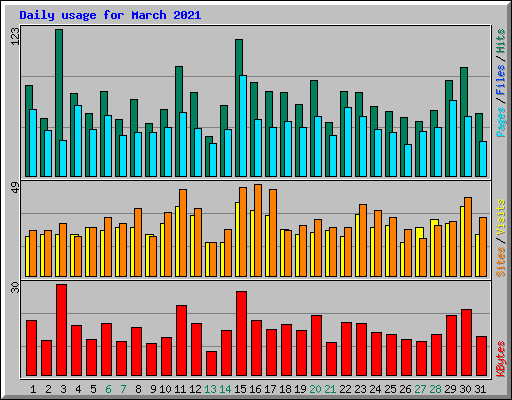 Daily usage for March 2021
123
Pages / Files / Hits
49
Sites / Visits
30
KBytes
1 2 3 4 5 6 7 8 9 10 11 12 13 14 15 16 17 18 19 20 21 22 23 24 25 26 27 28 29 30 31